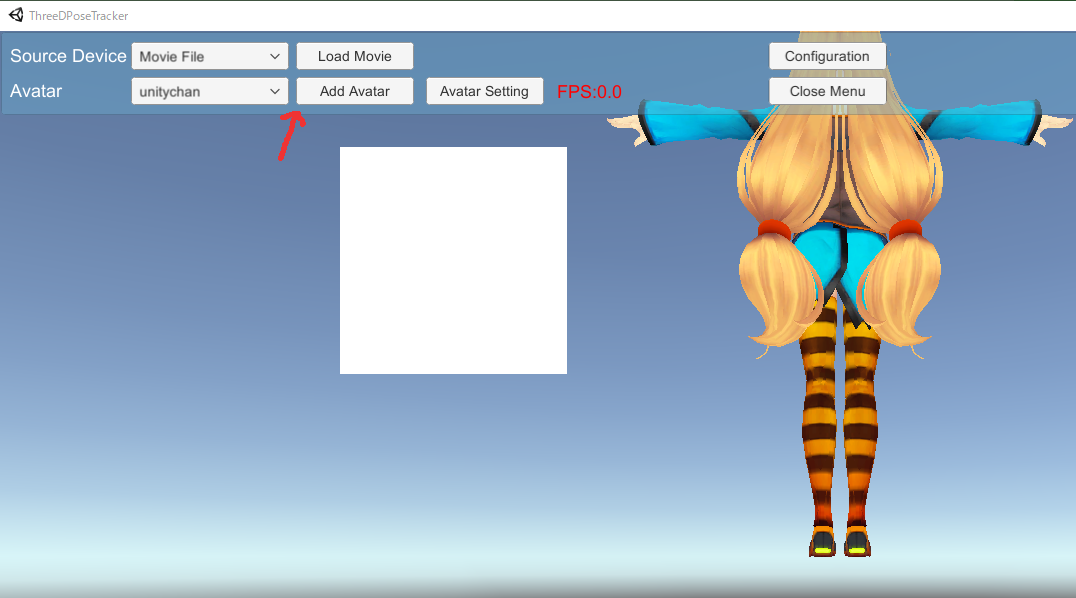 ThreeDPoseTracker
Source Device Movie File Load Movie Configuration
Avatar unitychan Add Avatar Avatar Setting FPS:0.0 Close Menu